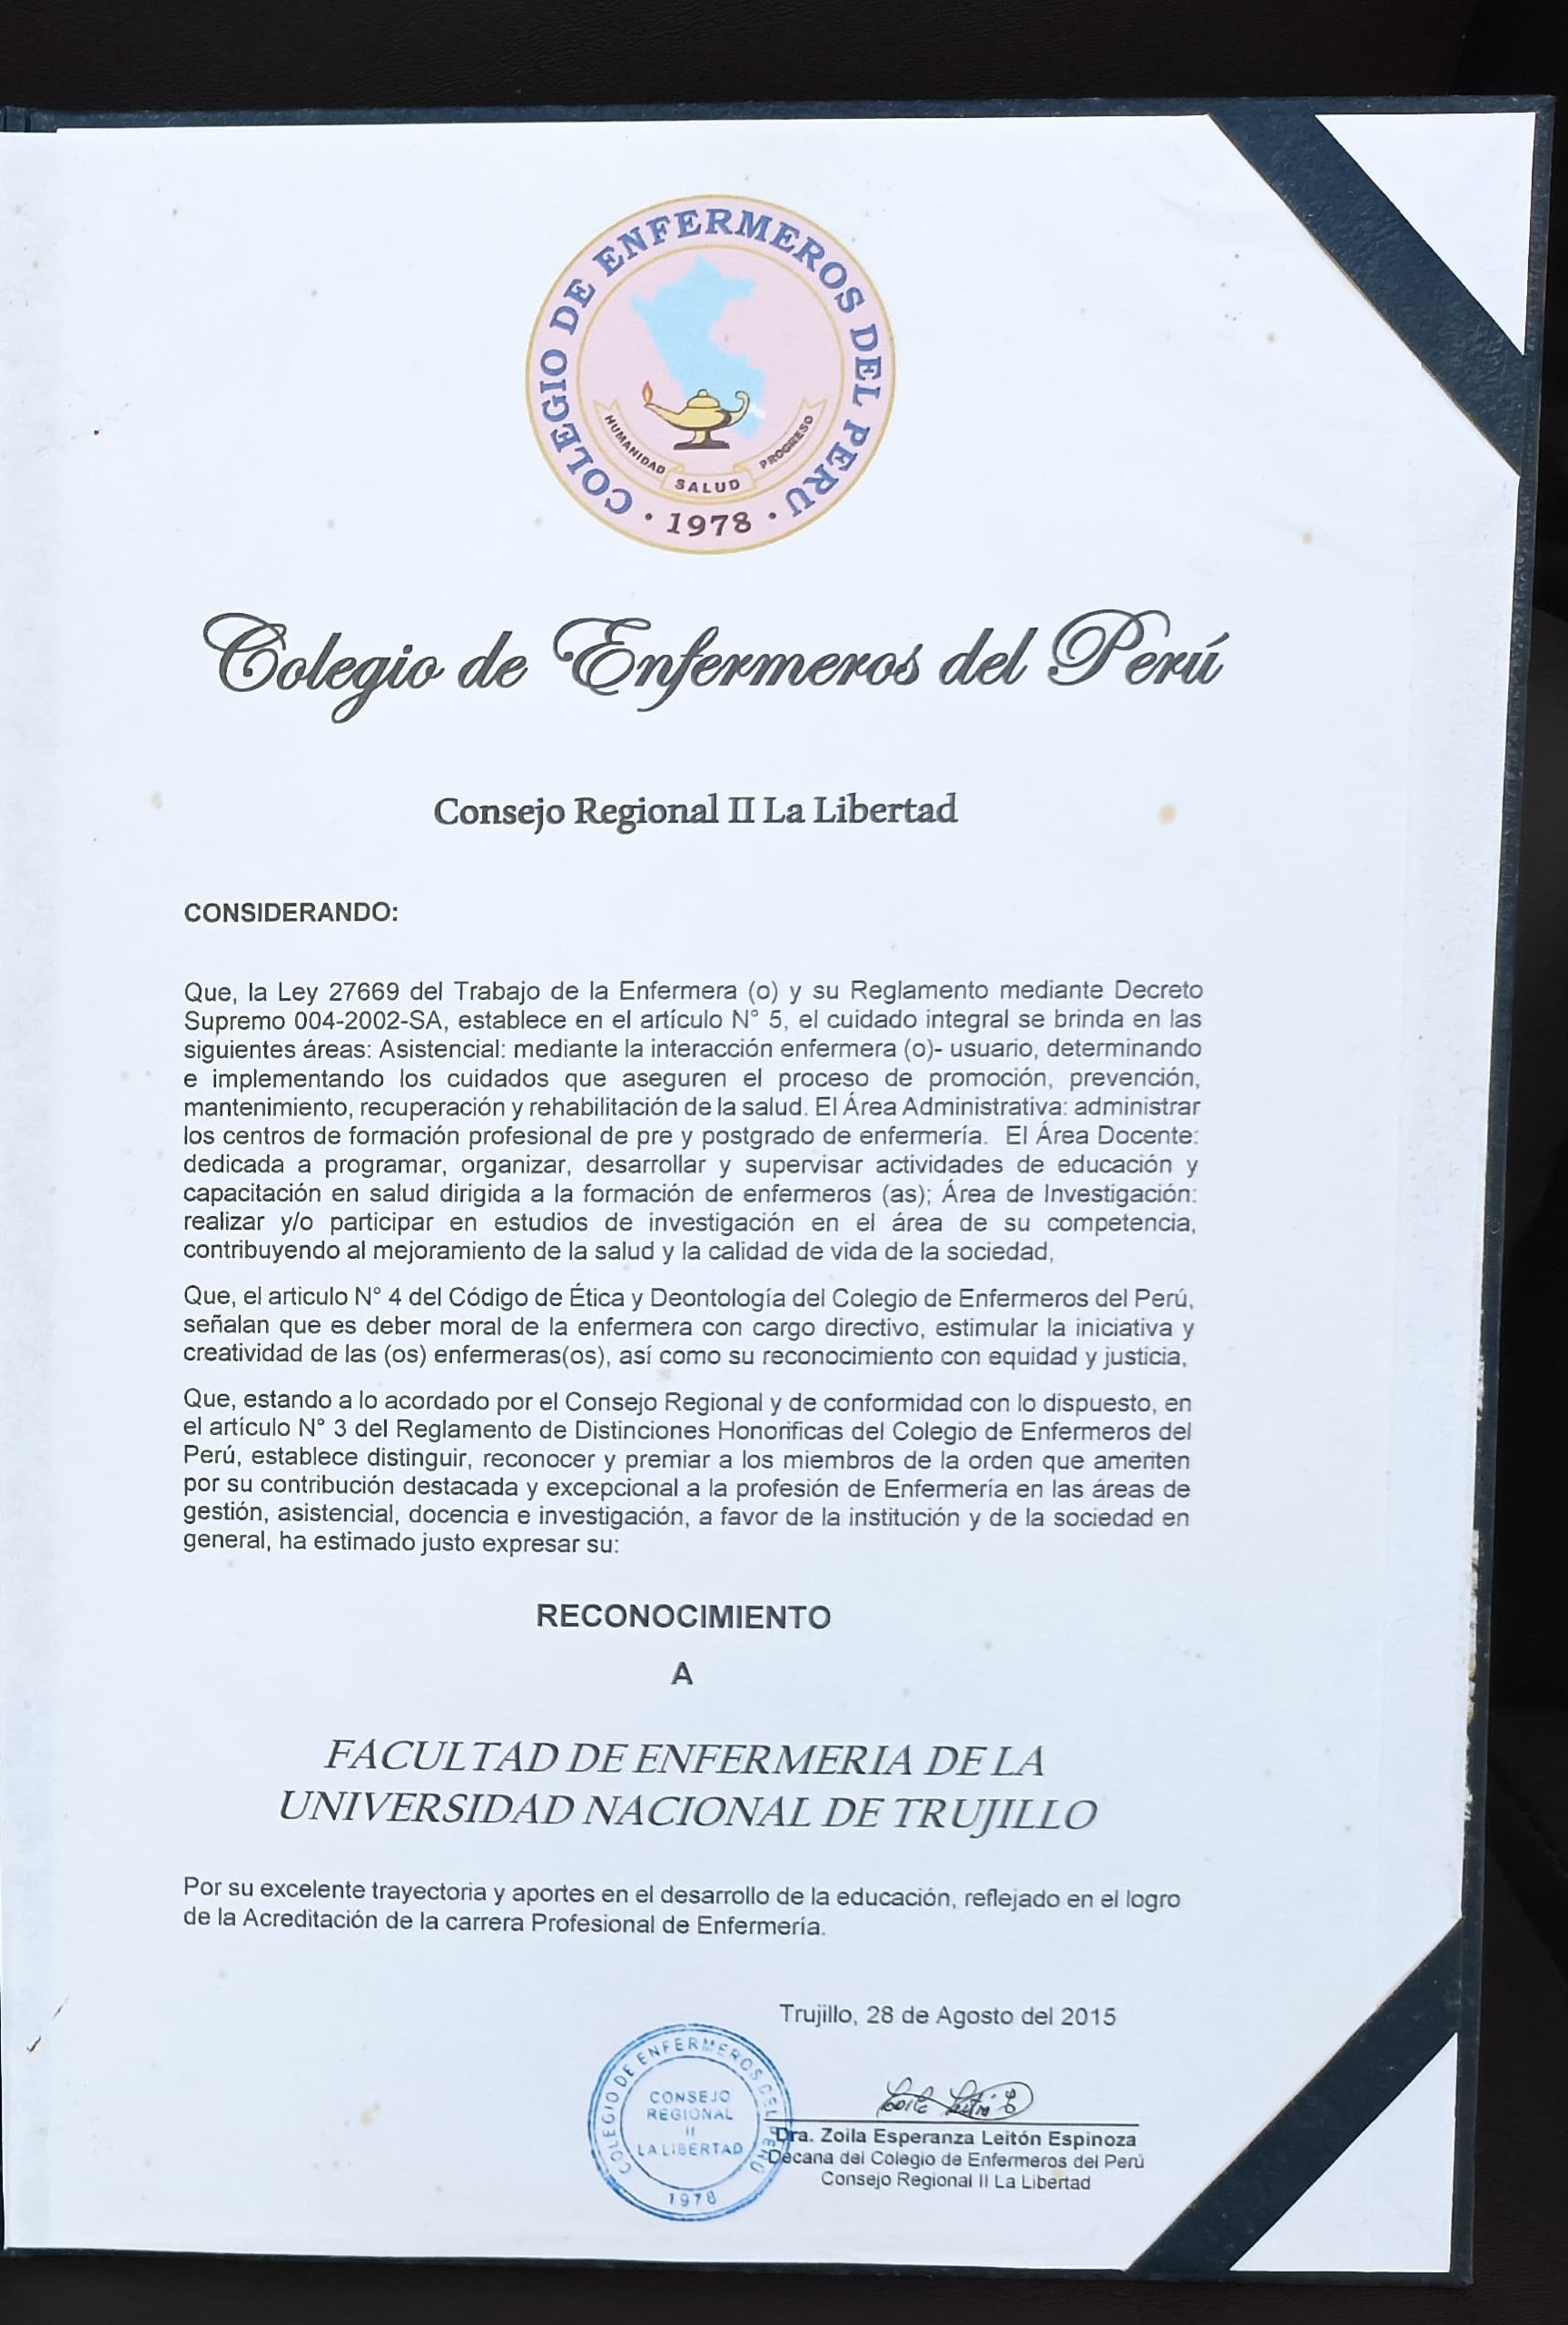 COLEGIO DE ENFERMEROS DEL PERU
HUMANIDAD
SALUD
PROGRESO
• 1978 •
Colegio de Enfermeros del Perú
Consejo Regional II La Libertad
CONSIDERANDO:
Que, la Ley 27669 del Trabajo de la Enfermera (o) y su Reglamento mediante Decreto
Supremo 004-2002-SA, establece en el artículo N° 5, el cuidado integral se brinda en las
siguientes áreas: Asistencial: mediante la interacción enfermera (o)- usuario, determinando
e implementando los cuidados que aseguren el proceso de promoción, prevención,
mantenimiento, recuperación y rehabilitación de la salud. El Área Administrativa: administrar
los centros de formación profesional de pre y postgrado de enfermería. El Área Docente:
dedicada a programar, organizar, desarrollar y supervisar actividades de educación y
capacitación en salud dirigida a la formación de enfermeros (as); Área de Investigación:
realizar y/o participar en estudios de investigación en el área de su competencia,
contribuyendo al mejoramiento de la salud y la calidad de vida de la sociedad,
Que, el articulo N° 4 del Código de Ética y Deontología del Colegio de Enfermeros del Perú,
señalan que es deber moral de la enfermera con cargo directivo, estimular la iniciativa y
creatividad de las (os) enfermeras(os), así como su reconocimiento con equidad y justicia,
Que, estando a lo acordado por el Consejo Regional y de conformidad con lo dispuesto, en
el artículo N° 3 del Reglamento de Distinciones Honorificas del Colegio de Enfermeros del
Perú, establece distinguir, reconocer y premiar a los miembros de la orden que ameriten
por su contribución destacada y excepcional a la profesión de Enfermería en las áreas de
gestión, asistencial, docencia e investigación, a favor de la institución y de la sociedad en
general, ha estimado justo expresar su:
RECONOCIMIENTO
A
FACULTAD DE ENFERMERIA DE LA
UNIVERSIDAD NACIONAL DE TRUJILLO
Por su excelente trayectoria y aportes en el desarrollo de la educación, reflejado en el logro
de la Acreditación de la carrera Profesional de Enfermería.
Trujillo, 28 de Agosto del 2015
COLEGIO DE ENFERMEROS DEL PERU
CONSEJO
REGIONAL
II
LA LIBERTAD
1978
Dra. Zoila Esperanza Leitón Espinoza
Decana del Colegio de Enfermeros del Perú
Consejo Regional II La Libertad